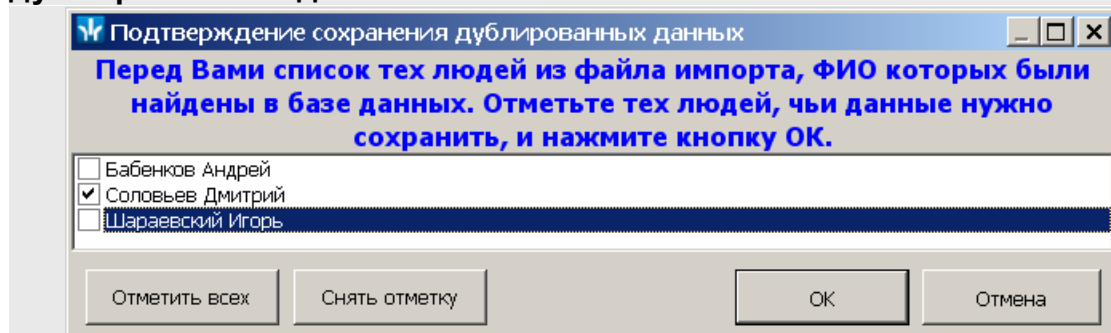 Подтверждение сохранения дублированных данных
Перед Вами список тех людей из файла импорта, ФИО которых были
найдены в базе данных. Отметьте тех людей, чьи данные нужно
сохранить, и нажмите кнопку ОК.
Бабенков Андрей
Соловьев Дмитрий
Шараевский Игорь
Отметить всех
Снять отметку
ОК
Отмена